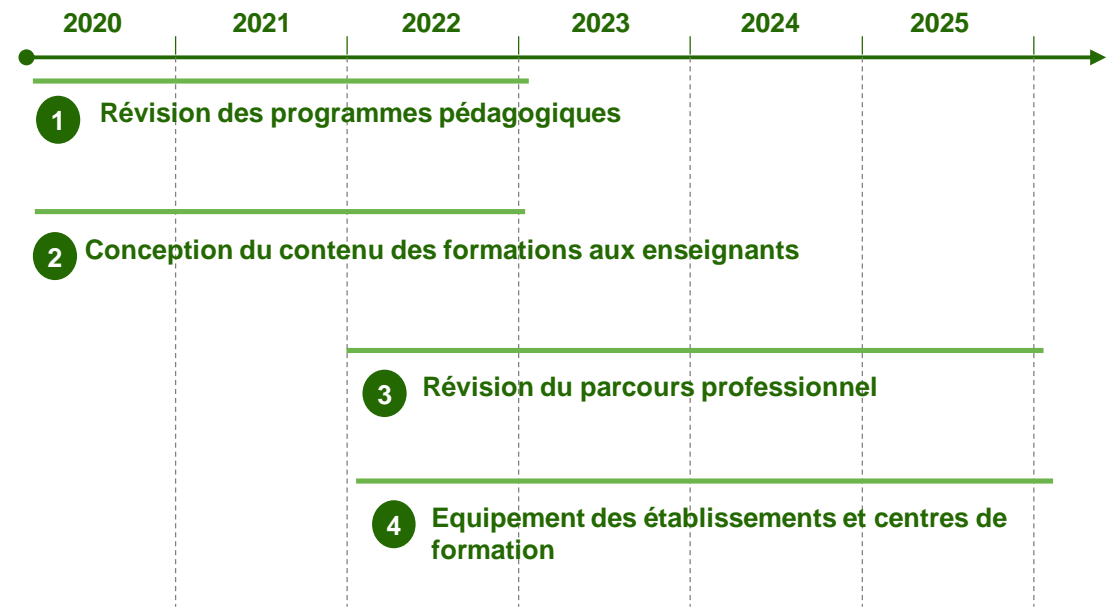 2020 2021 2022 2023 2024 2025
1 Révision des programmes pédagogiques
2 Conception du contenu des formations aux enseignants
3 Révision du parcours professionnel
4 Equipement des établissements et centres de
formation